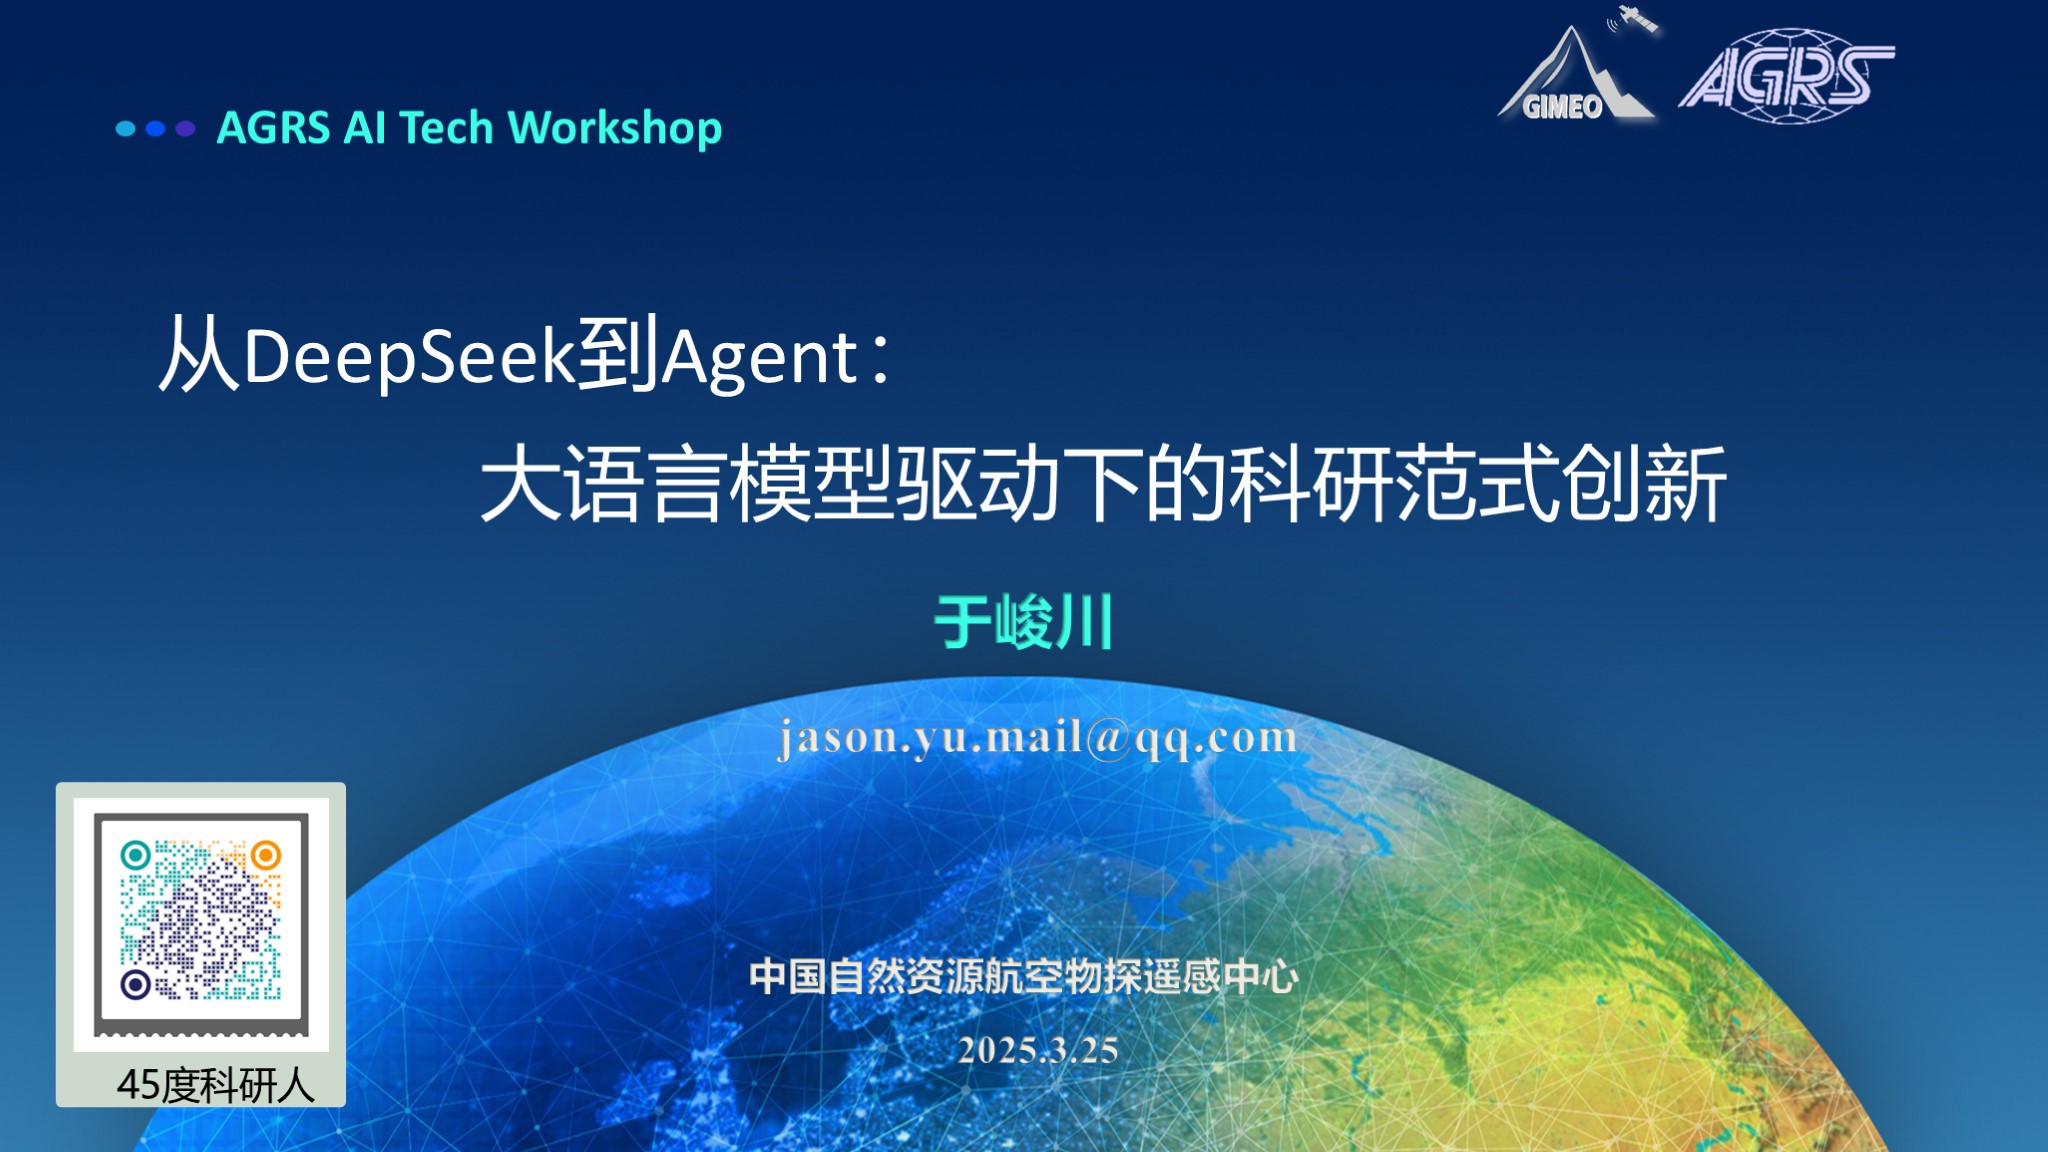 GIMEO
AGRS
AGRS AI Tech Workshop
从DeepSeek到Agent：
大语言模型驱动下的科研范式创新
于峻川
jason.yu.mail@qq.com
中国自然资源航空物探遥感中心
2025.3.25
45度科研人